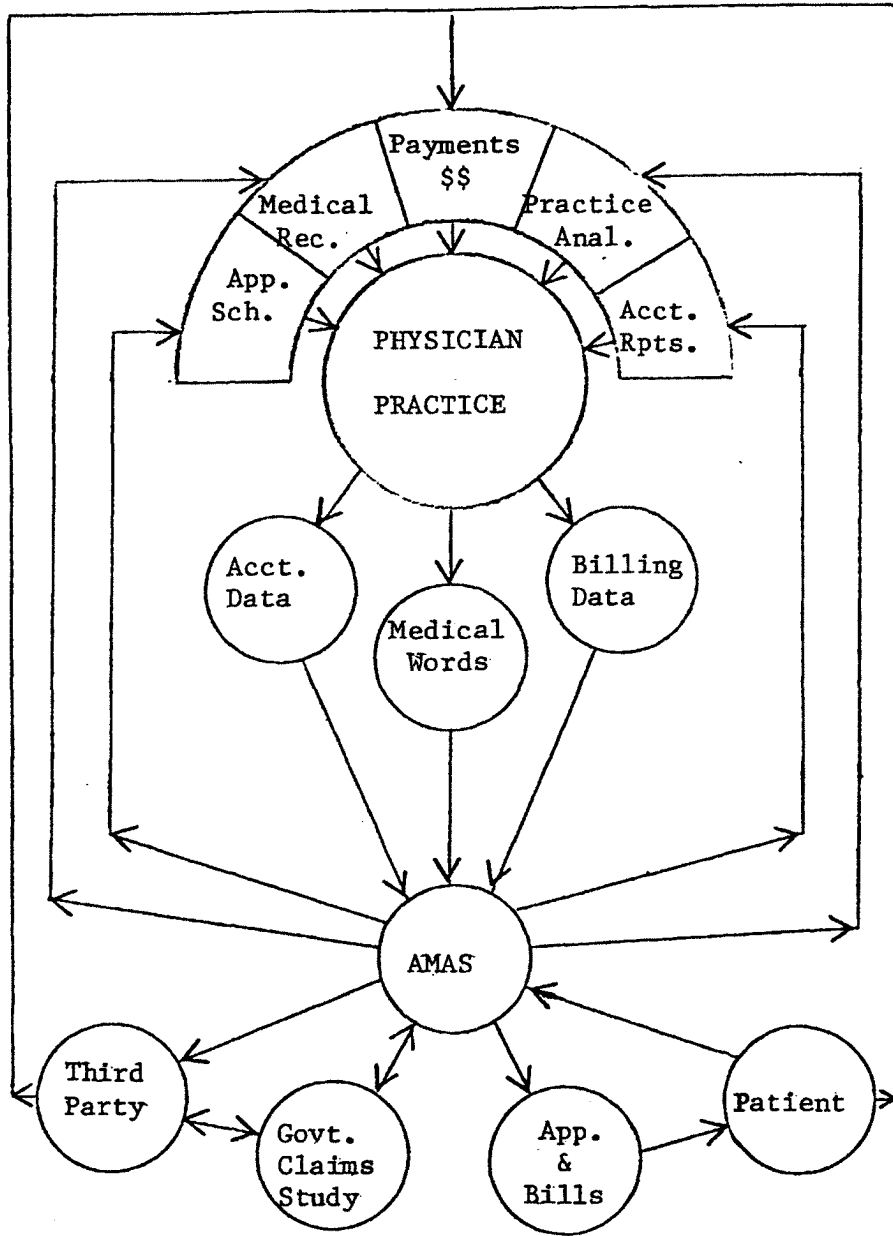 Payments
$$
Medical
Rec.
Practice
Anal.
App.
Sch.
Acct.
Rpts.
PHYSICIAN
PRACTICE
Acct.
Data
Medical
Words
Billing
Data
AMAS
Third
Party
Govt.
Claims
Study
App.
&
Bills
Patient